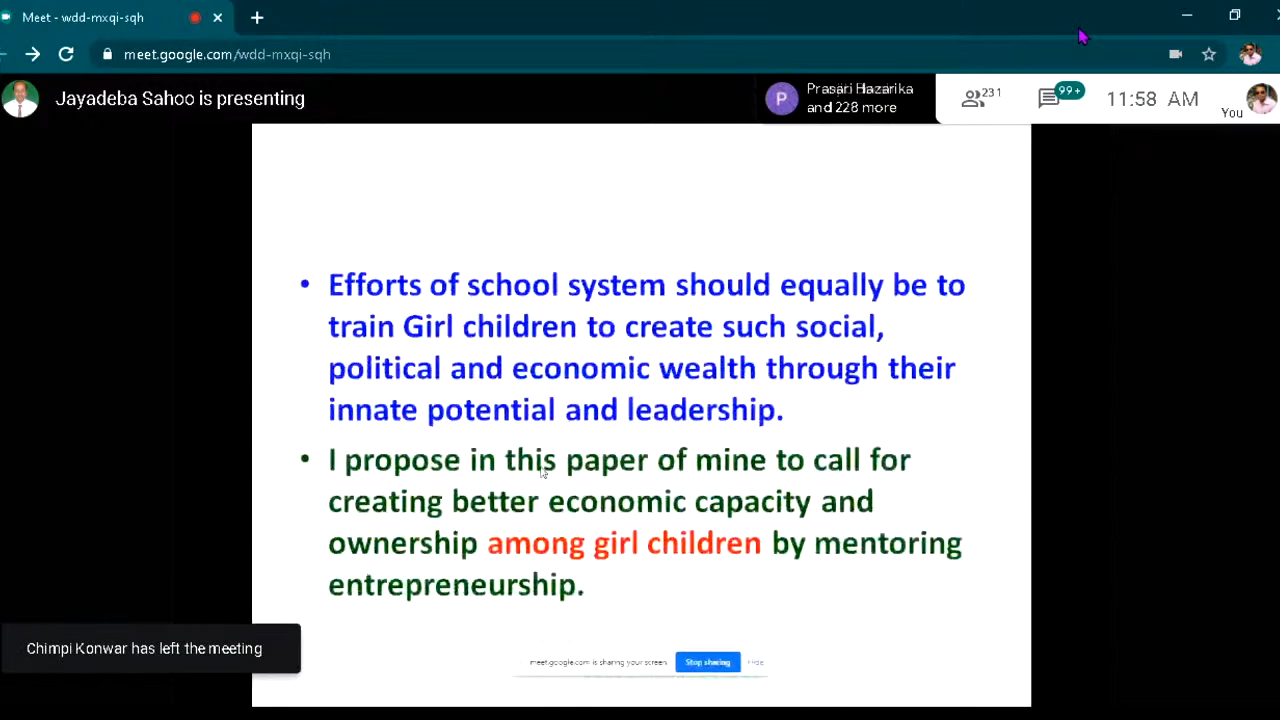 Meet - wdd-mxqi-sqh
meet.google.com/wdd-mxqi-sqh
Jayadeba Sahoo is presenting
P
Hazarika
and 228 more
231
99+
11:58 AM
You
• Efforts of school system should equally be to
train Girl children to create such social,
political and economic wealth through their
innate potential and leadership.
• I propose in this paper of mine to call for
creating better economic capacity and
ownership among girl children by mentoring
entrepreneurship.
Chimpi Konwar has left the meeting
meet.google.com is sharing your screen. Stop sharing Hide